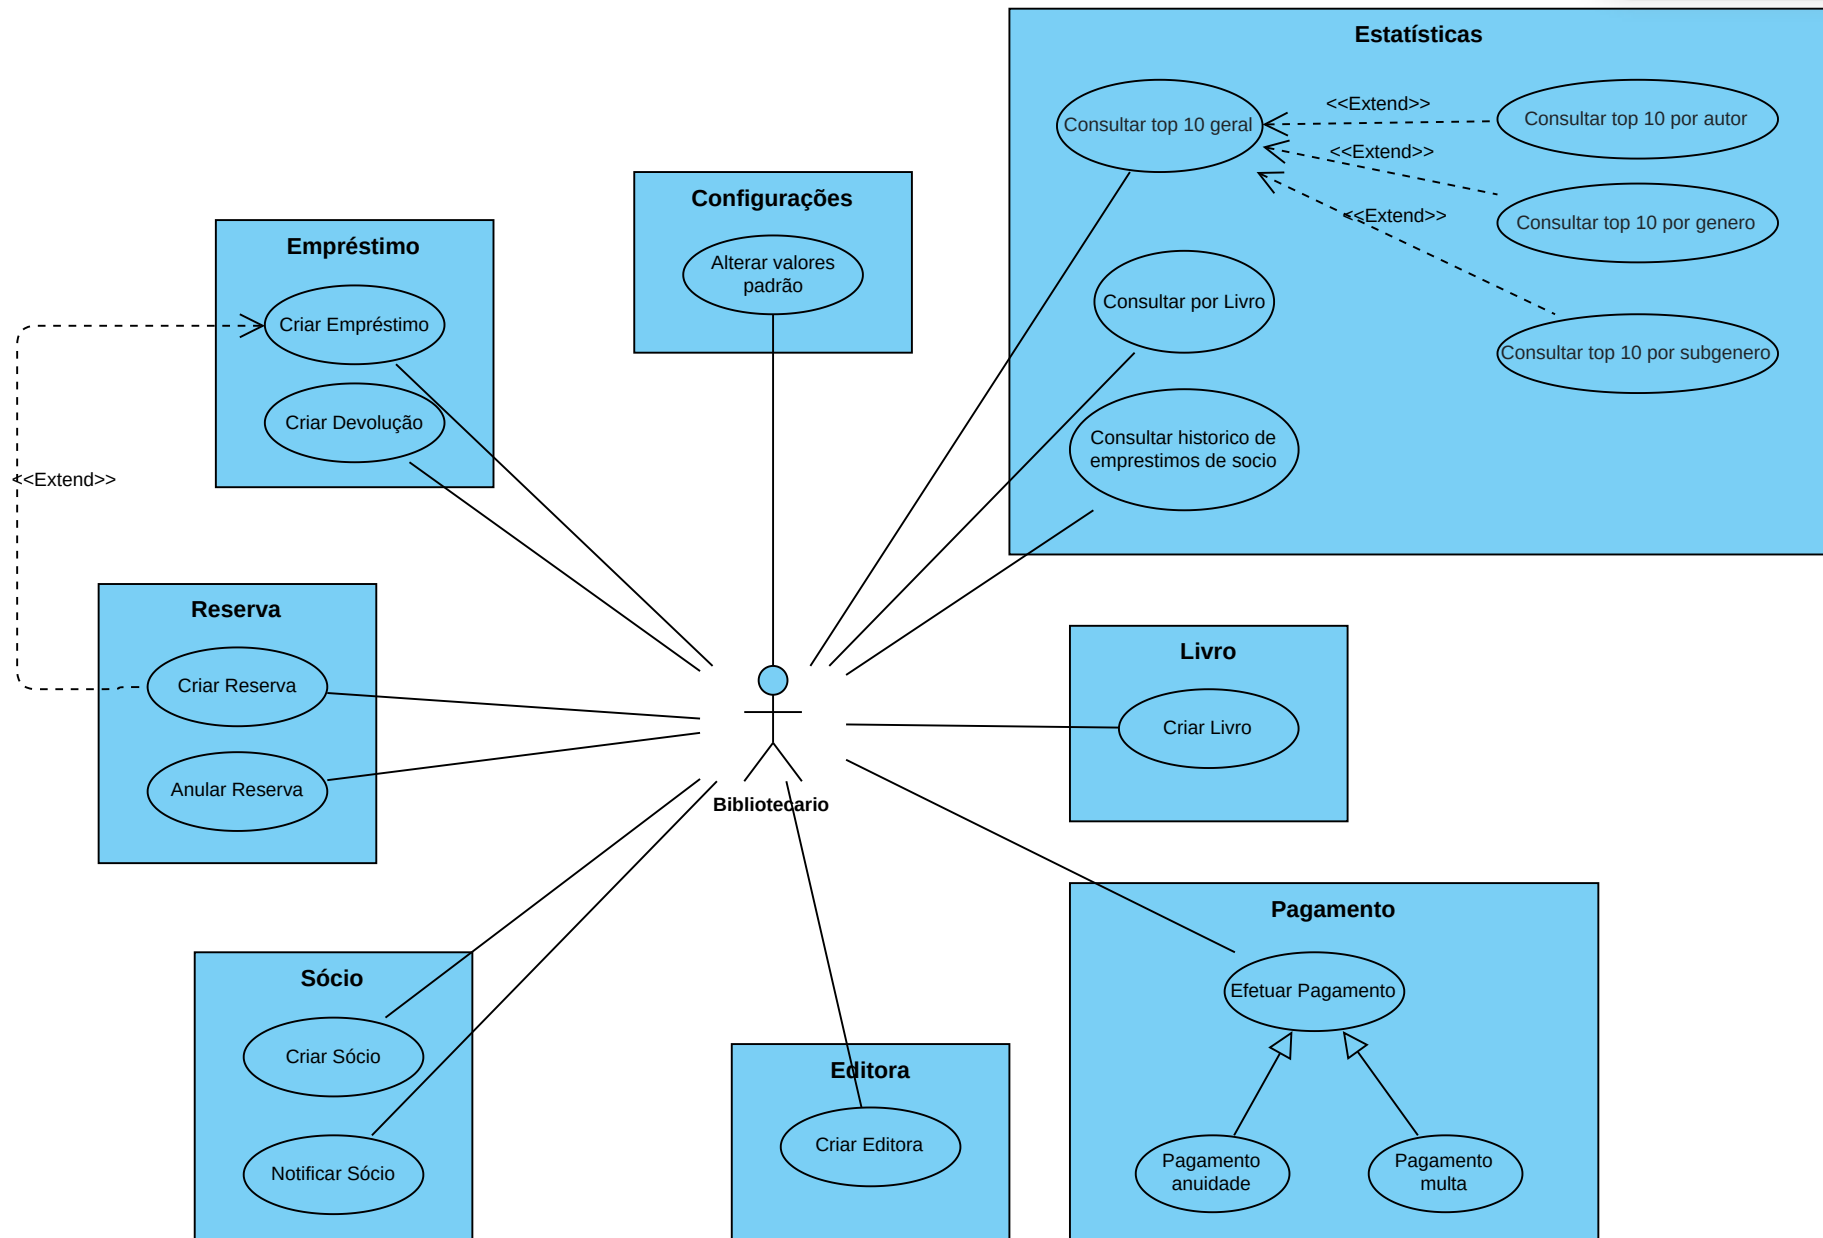 Estatísticas
Consultar top 10 geral
<<Extend>>
Consultar top 10 por autor
<<Extend>>
Consultar top 10 por genero
<<Extend>>
Consultar top 10 por subgenero
Consultar por Livro
Consultar historico de
emprestimos de socio
Configurações
Alterar valores
padrão
Empréstimo
Criar Empréstimo
Criar Devolução
<<Extend>>
Reserva
Criar Reserva
Anular Reserva
Bibliotecario
Livro
Criar Livro
Pagamento
Efetuar Pagamento
Pagamento
anuidade
Pagamento
multa
Sócio
Criar Sócio
Notificar Sócio
Editora
Criar Editora